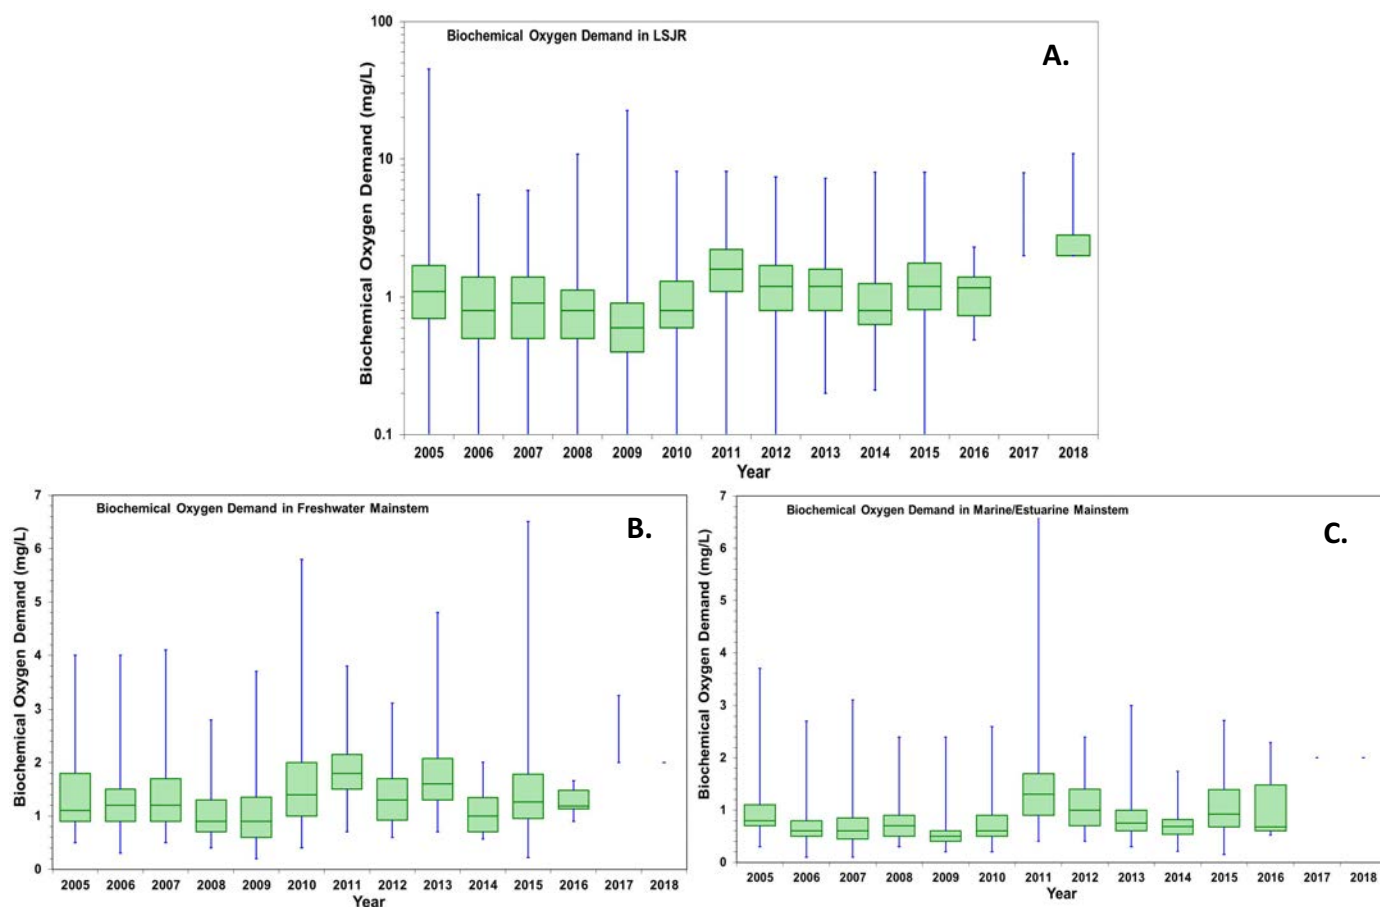 Biochemical Oxygen Demand in LSJR
A.
Biochemical Oxygen Demand (mg/L)
100
10
1
0.1
2005 2006 2007 2008 2009 2010 2011 2012 2013 2014 2015 2016 2017 2018
Year
Biochemical Oxygen Demand in Freshwater Mainstem
B.
Biochemical Oxygen Demand (mg/L)
7
6
5
4
3
2
1
0
2005 2006 2007 2008 2009 2010 2011 2012 2013 2014 2015 2016 2017 2018
Year
Biochemical Oxygen Demand in Marine/Estuarine Mainstem
C.
Biochemical Oxygen Demand (mg/L)
7
6
5
4
3
2
1
0
2005 2006 2007 2008 2009 2010 2011 2012 2013 2014 2015 2016 2017 2018
Year